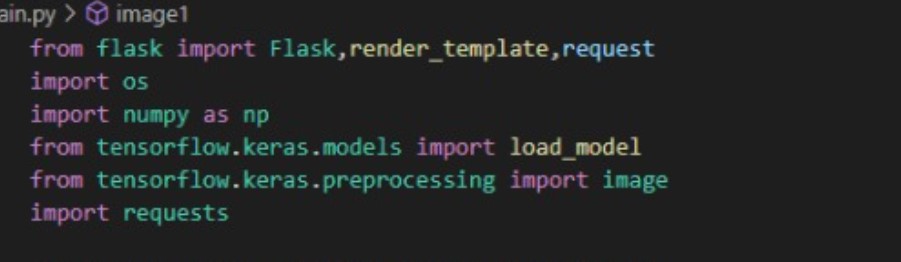 ain.py > image1
from flask import Flask,render_template,request
import os
import numpy as np
from tensorflow.keras.models import load_model
from tensorflow.keras.preprocessing import image
import requests